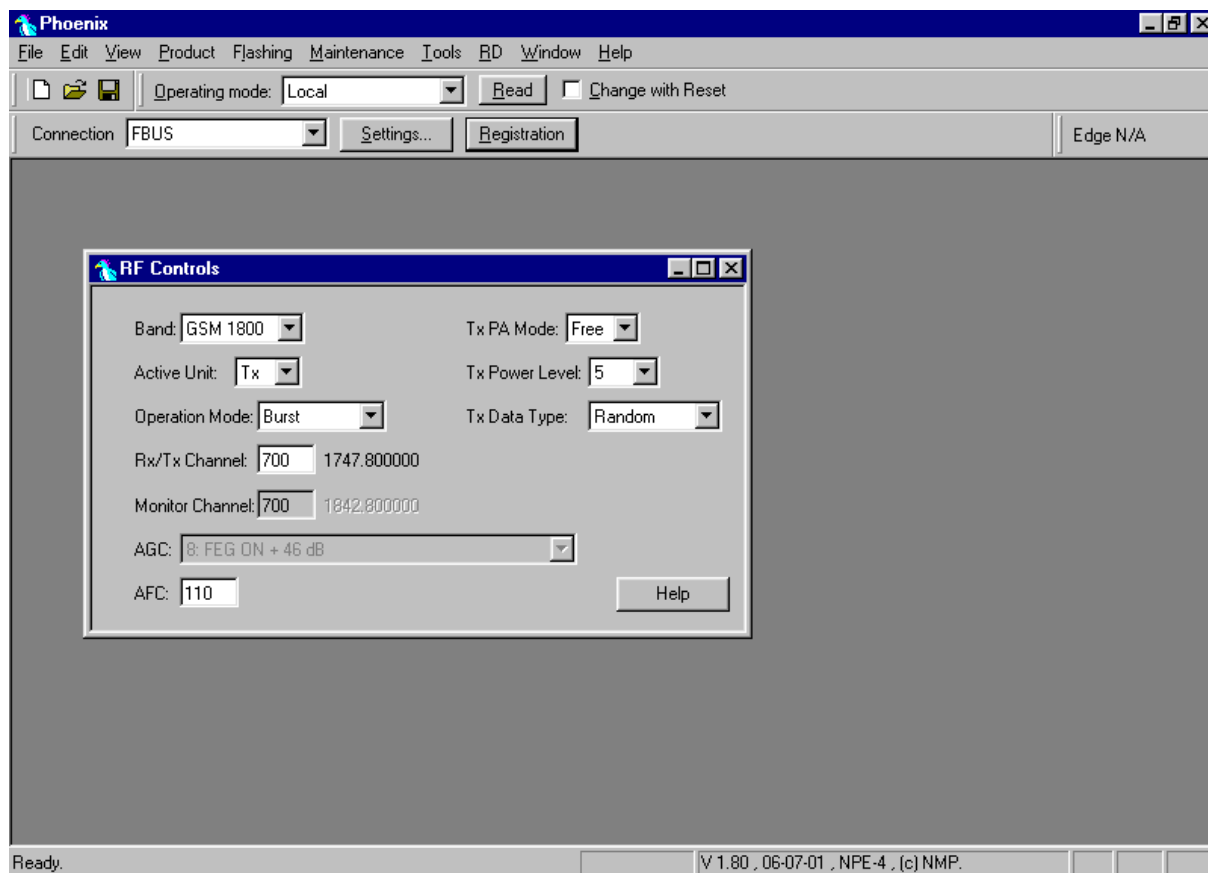 Phoenix
File Edit View Product Flashing Maintenance Tools RD Window Help
Operating mode: Local Read Change with Reset
Connection FBUS Settings... Registration Edge N/A
RF Controls
Band: GSM 1800 Tx PA Mode: Free
Active Unit: Tx Tx Power Level: 5
Operation Mode: Burst Tx Data Type: Random
Rx/Tx Channel: 700 1747.800000
Monitor Channel: 700 1842.800000
AGC: 8: FEG ON + 46 dB
AFC: 110 Help
Ready. V 1.80 , 06-07-01 , NPE-4 , (c) NMP.